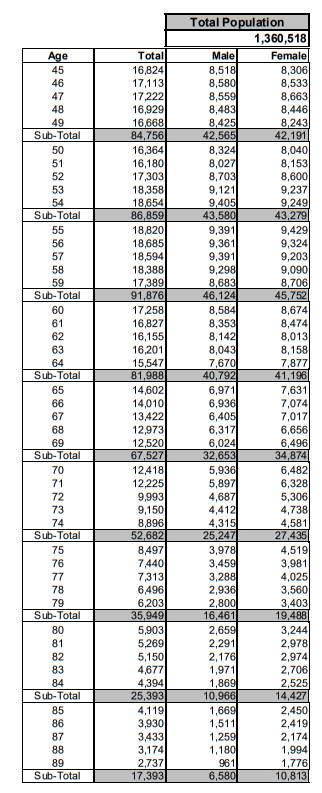 Total Population
1,360,518
Age Total Male Female
45 16,824 8,518 8,306
46 17,113 8,580 8,533
47 17,222 8,559 8,663
48 16,929 8,483 8,446
49 16,668 8,425 8,243
Sub-Total 84,756 42,565 42,191
50 16,364 8,324 8,040
51 16,180 8,027 8,153
52 17,303 8,703 8,600
53 18,358 9,121 9,237
54 18,654 9,405 9,249
Sub-Total 86,859 43,580 43,279
55 18,820 9,391 9,429
56 18,685 9,361 9,324
57 18,594 9,391 9,203
58 18,388 9,298 9,090
59 17,389 8,683 8,706
Sub-Total 91,876 46,124 45,752
60 17,258 8,584 8,674
61 16,827 8,353 8,474
62 16,155 8,142 8,013
63 16,201 8,043 8,158
64 15,547 7,670 7,877
Sub-Total 81,988 40,792 41,196
65 14,602 6,971 7,631
66 14,010 6,936 7,074
67 13,422 6,405 7,017
68 12,973 6,317 6,656
69 12,520 6,024 6,496
Sub-Total 67,527 32,653 34,874
70 12,418 5,936 6,482
71 12,225 5,897 6,328
72 9,993 4,687 5,306
73 9,150 4,412 4,738
74 8,896 4,315 4,581
Sub-Total 52,682 25,247 27,435
75 8,497 3,978 4,519
76 7,440 3,459 3,981
77 7,313 3,288 4,025
78 6,496 2,936 3,560
79 6,203 2,800 3,403
Sub-Total 35,949 16,461 19,488
80 5,903 2,659 3,244
81 5,269 2,291 2,978
82 5,150 2,176 2,974
83 4,677 1,971 2,706
84 4,394 1,869 2,525
Sub-Total 25,393 10,966 14,427
85 4,119 1,669 2,450
86 3,930 1,511 2,419
87 3,433 1,259 2,174
88 3,174 1,180 1,994
89 2,737 961 1,776
Sub-Total 17,393 6,580 10,813